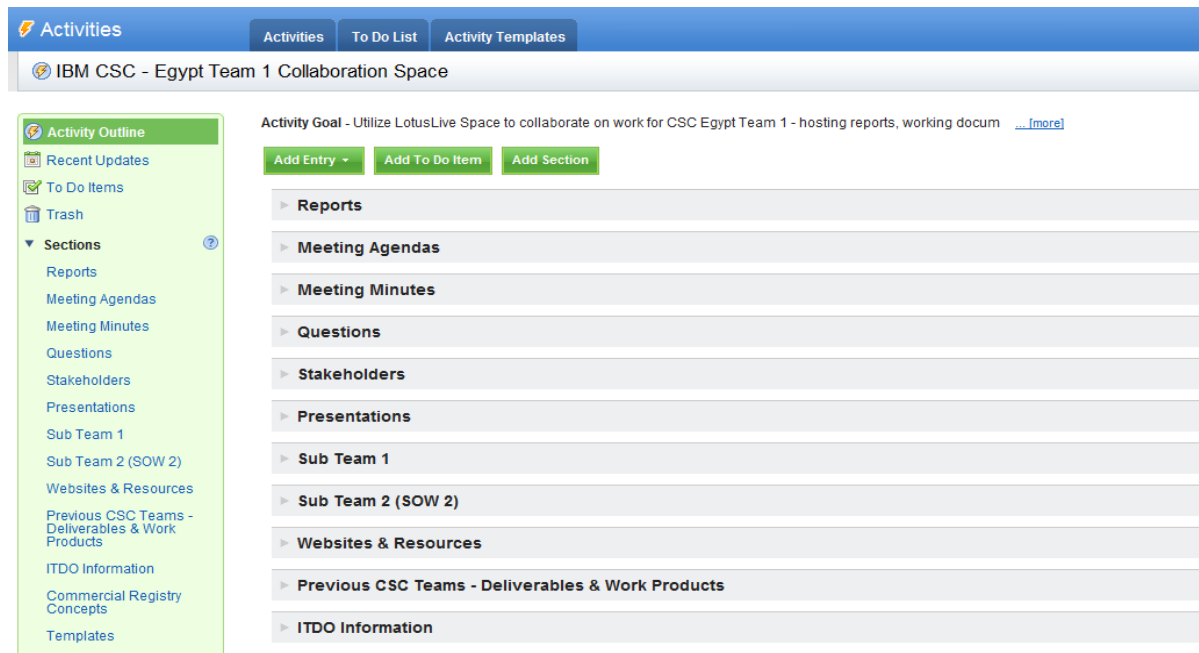 Activities
Activities To Do List Activity Templates
IBM CSC - Egypt Team 1 Collaboration Space
Activity Outline
Recent Updates
To Do Items
Trash
Sections ?
Reports
Meeting Agendas
Meeting Minutes
Questions
Stakeholders
Presentations
Sub Team 1
Sub Team 2 (SOW 2)
Websites & Resources
Previous CSC Teams -
Deliverables & Work
Products
ITDO Information
Commercial Registry
Concepts
Templates
Activity Goal - Utilize LotusLive Space to collaborate on work for CSC Egypt Team 1 - hosting reports, working docum ... [more]
Add Entry Add To Do Item Add Section
Reports
Meeting Agendas
Meeting Minutes
Questions
Stakeholders
Presentations
Sub Team 1
Sub Team 2 (SOW 2)
Websites & Resources
Previous CSC Teams - Deliverables & Work Products
ITDO Information